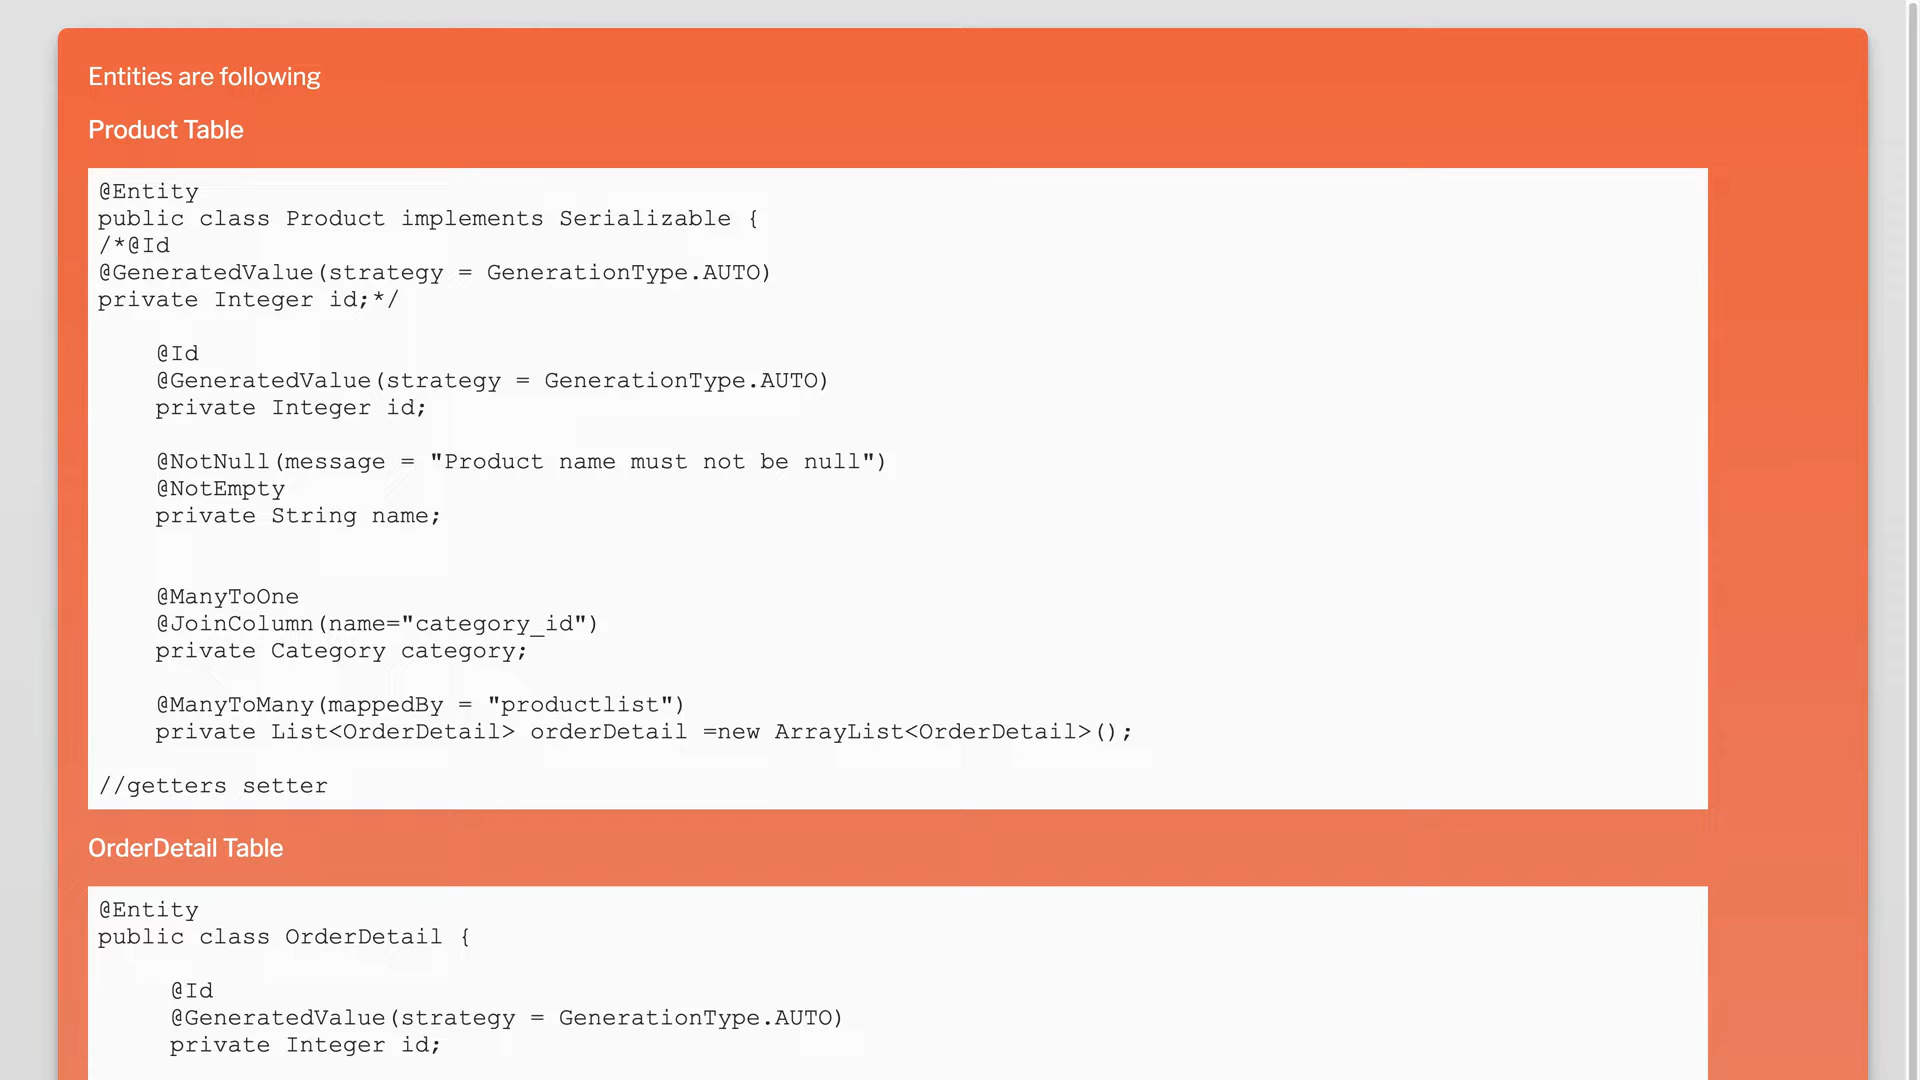 Entities are following
Product Table
@Entity
public class Product implements Serializable {
/*@Id
@GeneratedValue(strategy = GenerationType.AUTO)
private Integer id;*/
@Id
@GeneratedValue(strategy = GenerationType.AUTO)
private Integer id;
@NotNull(message = "Product name must not be null")
@NotEmpty
private String name;
@ManyToOne
@JoinColumn(name="category_id")
private Category category;
@ManyToMany(mappedBy = "productlist")
private List<OrderDetail> orderDetail =new ArrayList<OrderDetail>();
//getters setter
OrderDetail Table
@Entity
public class OrderDetail {
@Id
@GeneratedValue(strategy = GenerationType.AUTO)
private Integer id;